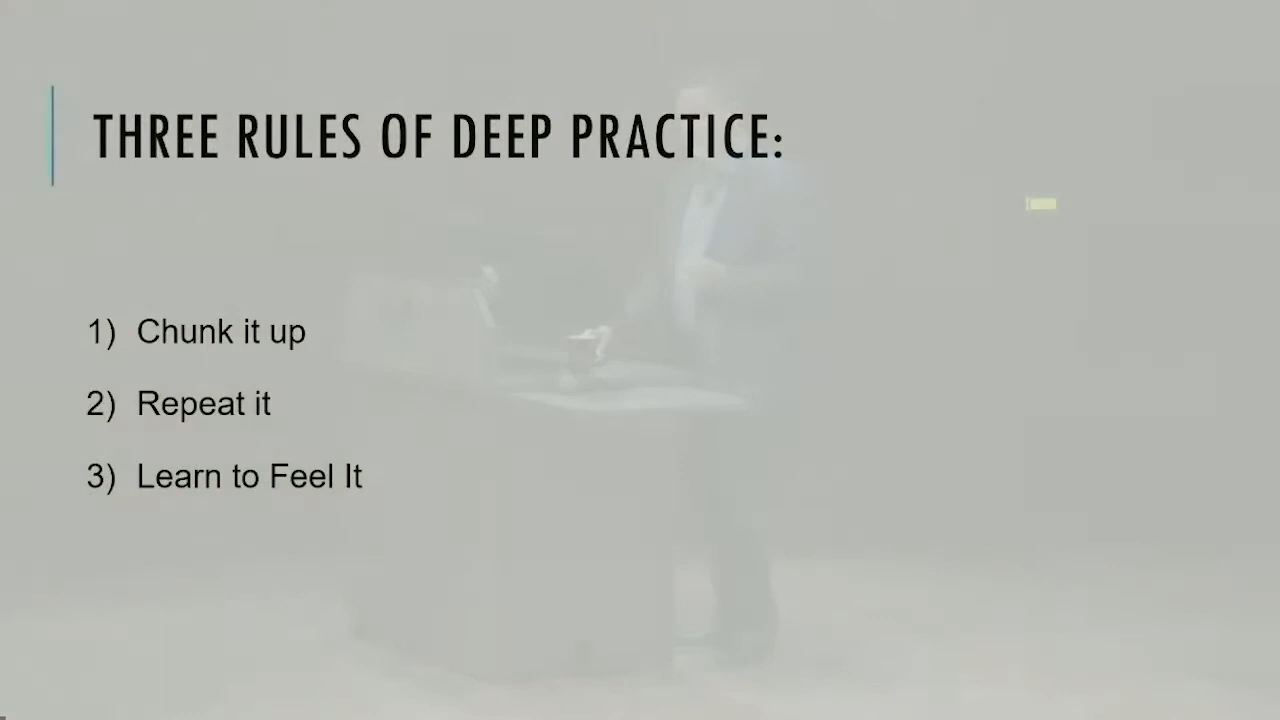 THREE RULES OF DEEP PRACTICE:
1) Chunk it up
2) Repeat it
3) Learn to Feel It